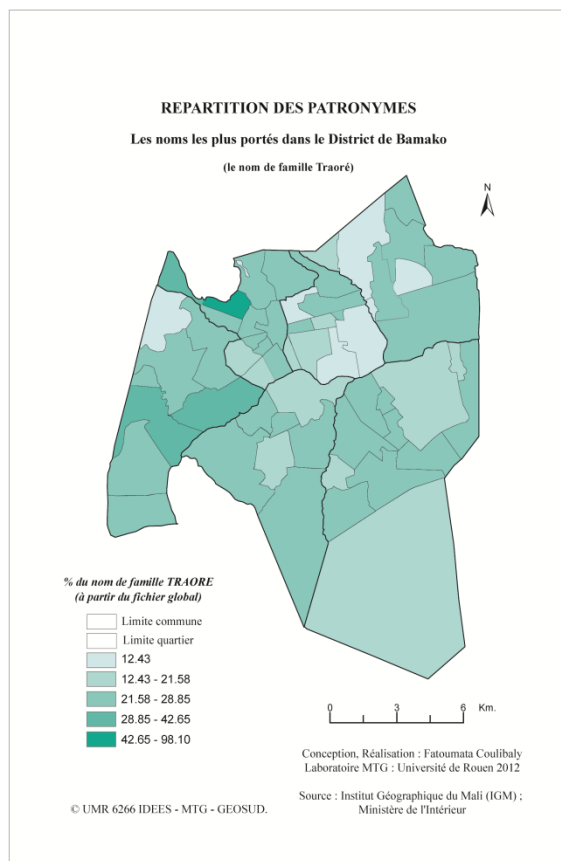 REPARTITION DES PATRONYMES
Les noms les plus portés dans le District de Bamako
(le nom de famille Traoré)
N
% du nom de famille TRAORE
(à partir du fichier global)
Limite commune
Limite quartier
12.43
12.43 - 21.58
21.58 - 28.85
28.85 - 42.65
42.65 - 98.10
0 3 6 Km.
Conception, Réalisation : Fatoumata Coulibaly
Laboratoire MTG : Université de Rouen 2012
© UMR 6266 IDEES - MTG - GEOSUD.
Source : Institut Géographique du Mali (IGM) ;
Ministère de l'Intérieur